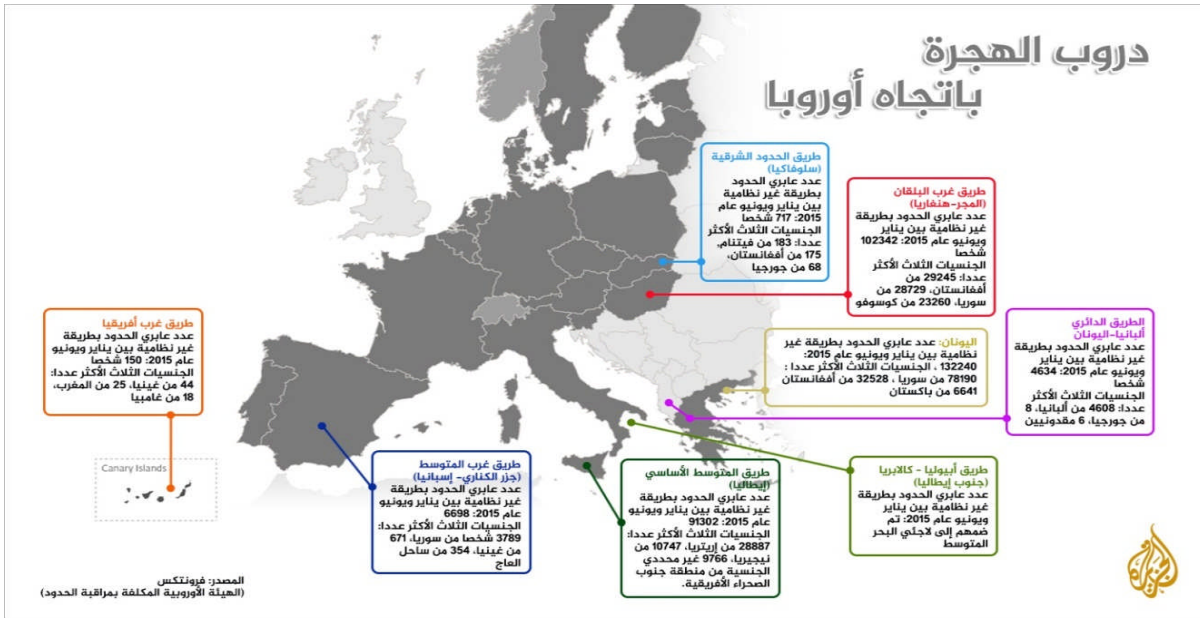 دروب الهجرة
باتجاه أوروبا
طريق الحدود الشرقية
(سلوفاكيا)
عدد عابري الحدود
بطريقة غير نظامية
بين يناير ويونيو عام
2015: 717 شخصا
الجنسيات الثلاث الأكثر
عددا: 183 من فيتنام,
175 من أفغانستان،
68 من جورجيا
طريق غرب البلقان
(المجر-هنغاريا)
عدد عابري الحدود بطريقة
غير نظامية بين يناير
ويونيو عام 2015: 102342
شخصا
الجنسيات الثلاث الأكثر
عددا: 29245 من
أفغانستان، 28729 من
سوريا، 23260 من كوسوفو
الطريق الدائري
ألبانيا-اليونان
عدد عابري الحدود بطريقة
غير نظامية بين يناير
ويونيو عام 2015: 4634
شخصا
الجنسيات الثلاث الأكثر
عددا: 4608 من ألبانيا، 8
من جورجيا، 6 مقدونيين
اليونان: عدد عابري الحدود بطريقة غير
نظامية بين يناير ويونيو عام 2015:
132240 ، الجنسيات الثلاث الأكثر عددا :
78190 من سوريا ، 32528 من أفغانستان
6641 من باكستان
طريق غرب أفريقيا
عدد عابري الحدود بطريقة
غير نظامية بين يناير ويونيو
عام 2015: 150 شخصا
الجنسيات الثلاث الأكثر عددا:
44 من غينيا، 25 من المغرب،
18 من غامبيا
Canary Islands
طريق أبيوليا - كالابريا
(جنوب إيطاليا)
عدد عابري الحدود بطريقة
غير نظامية بين يناير
ويونيو عام 2015: تم
ضمهم إلى لاجئي البحر
المتوسط
طريق المتوسط الأساسي
(إيطاليا)
عدد عابري الحدود بطريقة
غير نظامية بين يناير ويونيو
عام 2015: 91302
الجنسيات الثلاث الأكثر عددا:
28887 من إريتريا، 10747 من
نيجيريا، 9766 غير محددي
الجنسية من منطقة جنوب
الصحراء الأفريقية.
طريق غرب المتوسط
(جزر الكناري- إسبانيا)
عدد عابري الحدود بطريقة
غير نظامية بين يناير ويونيو
عام 2015: 6698
الجنسيات الثلاث الأكثر عددا:
3789 شخصا من سوريا، 671
من غينيا، 354 من ساحل
العاج
المصدر: فرونتكس
(الهيئة الأوروبية المكلفة بمراقبة الحدود)
الجزيرة